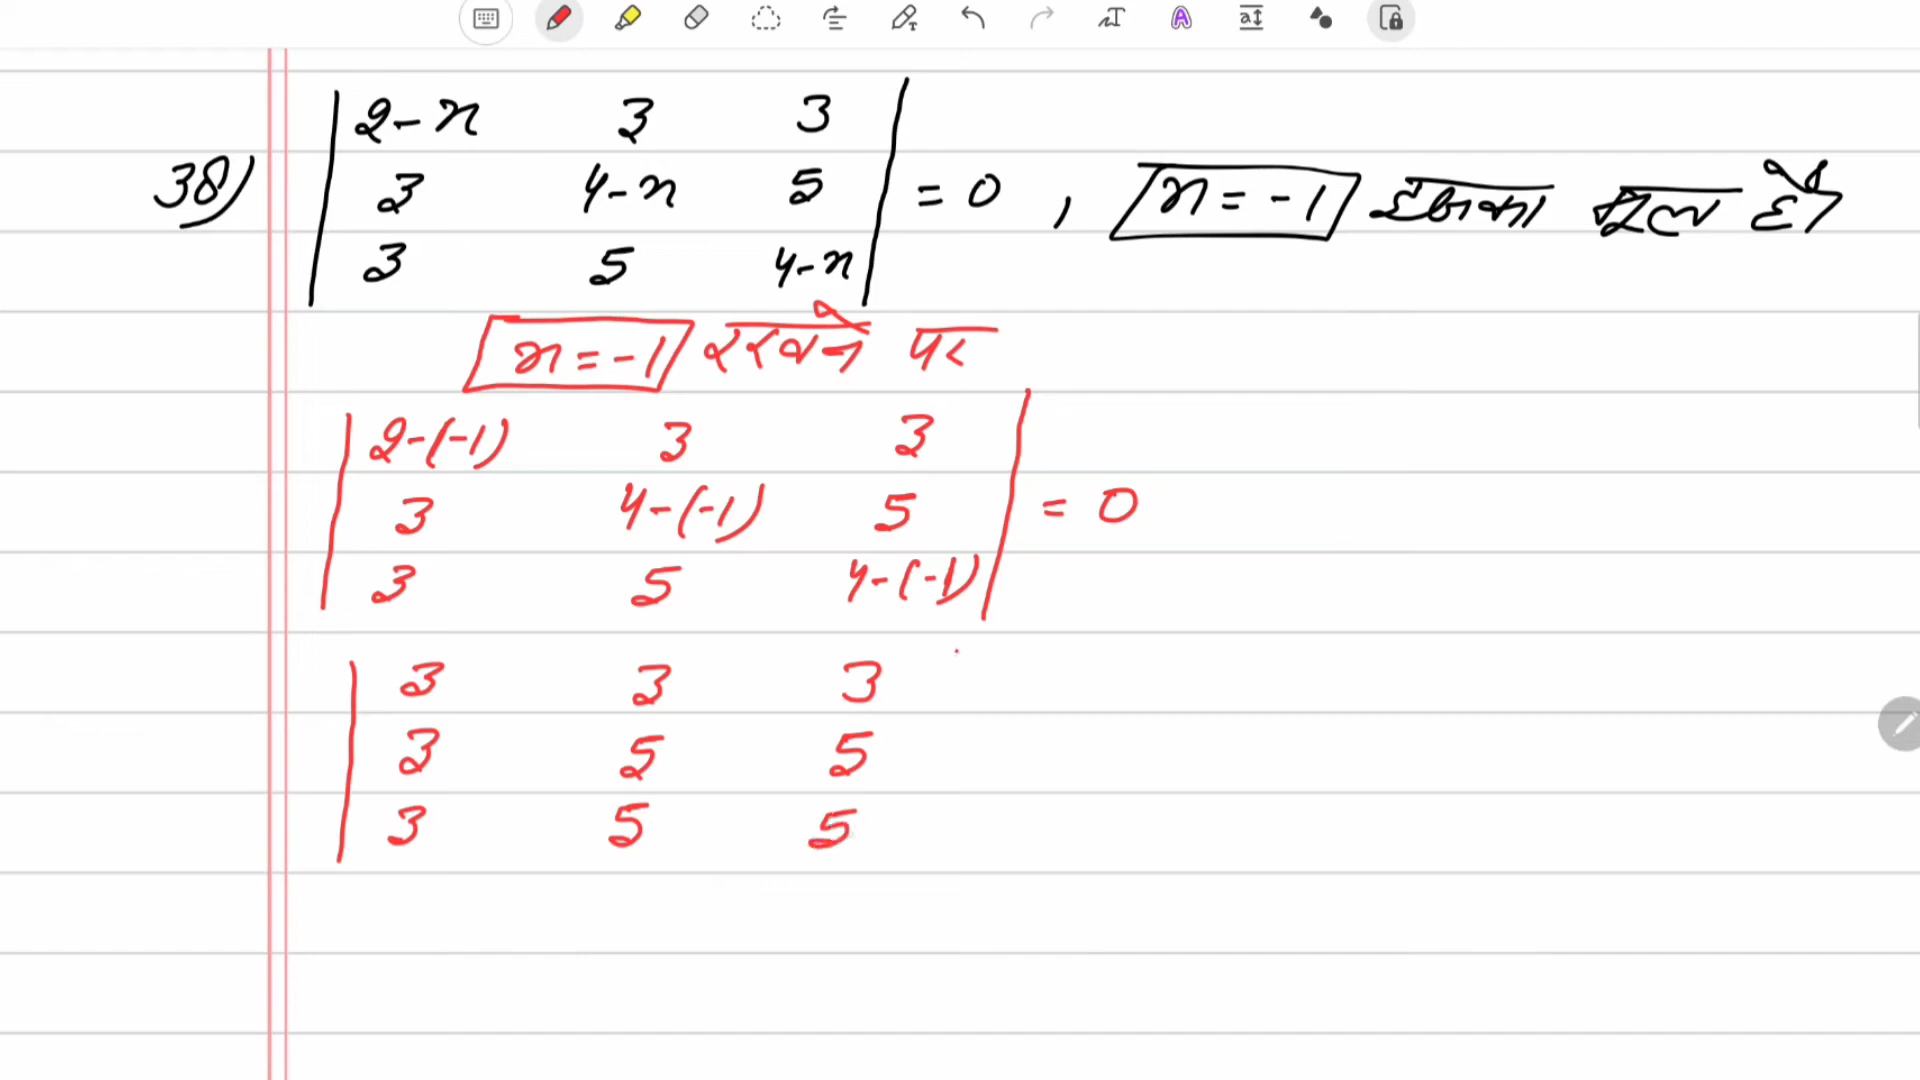 38) | 2-x 3 3 |
| 3 4-x 5 | = 0 , x = -1 इसका मूल है
| 3 5 4-x |
x = -1 रखने पर
| 2-(-1) 3 3 |
| 3 4-(-1) 5 | = 0
| 3 5 4-(-1) |
| 3 3 3
| 3 5 5
| 3 5 5